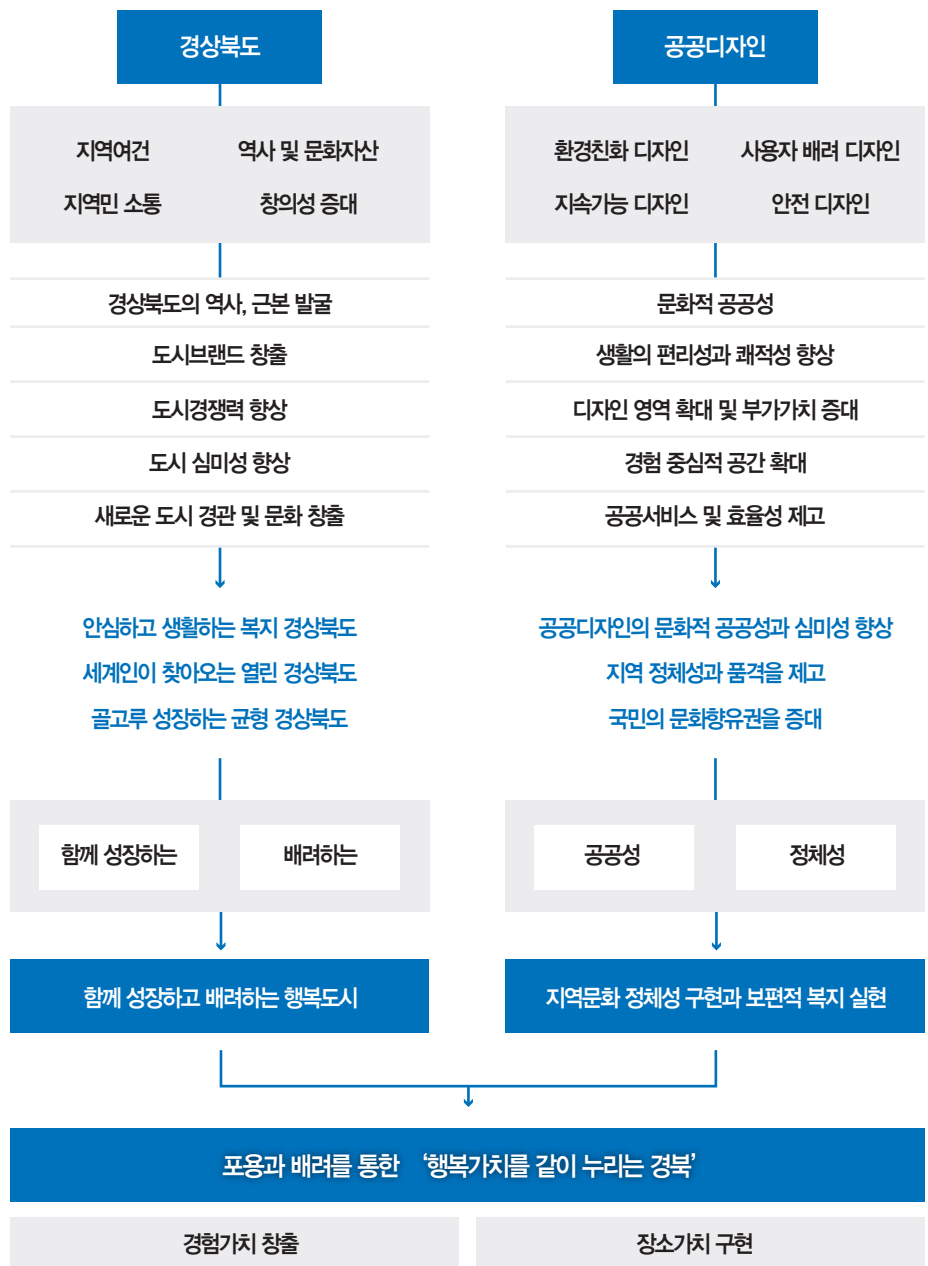 경상북도
지역여건 역사 및 문화자산
지역민 소통 창의성 증대
경상북도의 역사, 근본 발굴
도시브랜드 창출
도시경쟁력 향상
도시 심미성 향상
새로운 도시 경관 및 문화 창출
안심하고 생활하는 복지 경상북도
세계인이 찾아오는 열린 경상북도
골고루 성장하는 균형 경상북도
함께 성장하는 배려하는
함께 성장하고 배려하는 행복도시
공공디자인
환경친화 디자인 사용자 배려 디자인
지속가능 디자인 안전 디자인
문화적 공공성
생활의 편리성과 쾌적성 향상
디자인 영역 확대 및 부가가치 증대
경험 중심적 공간 확대
공공서비스 및 효율성 제고
공공디자인의 문화적 공공성과 심미성 향상
지역 정체성과 품격을 제고
국민의 문화향유권을 증대
공공성 정체성
지역문화 정체성 구현과 보편적 복지 실현
포용과 배려를 통한 ‘행복가치를 같이 누리는 경북’
경험가치 창출 장소가치 구현